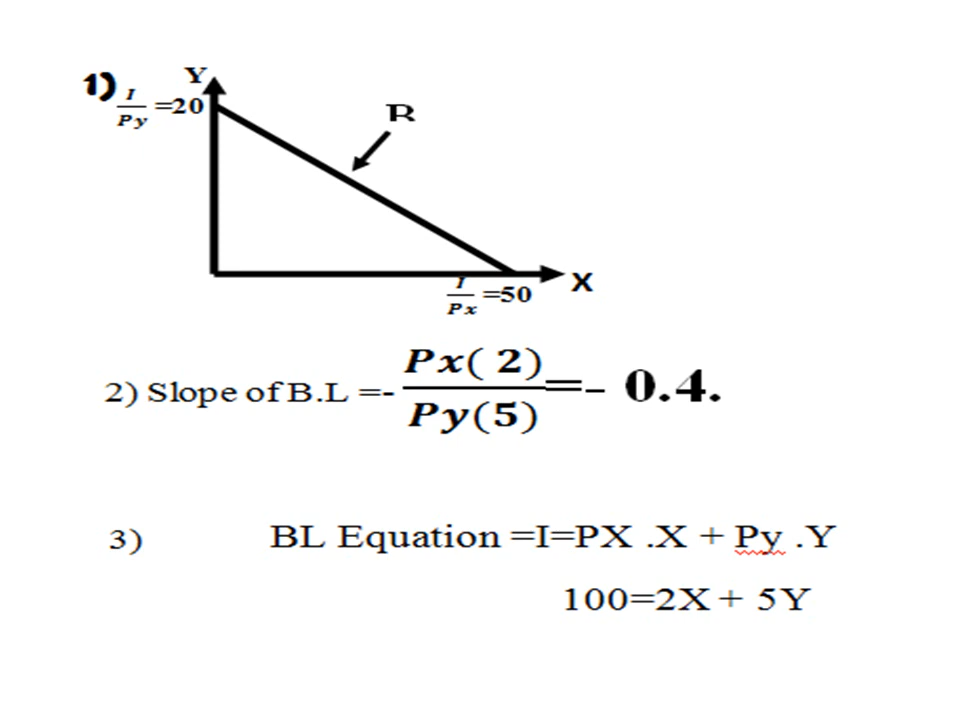 1)
Y
I/Py =20
R
X
I/Px =50
2) Slope of B.L =- Px( 2)/Py(5) =- 0.4.
3) BL Equation =I=PX .X + Py .Y
100=2X + 5Y